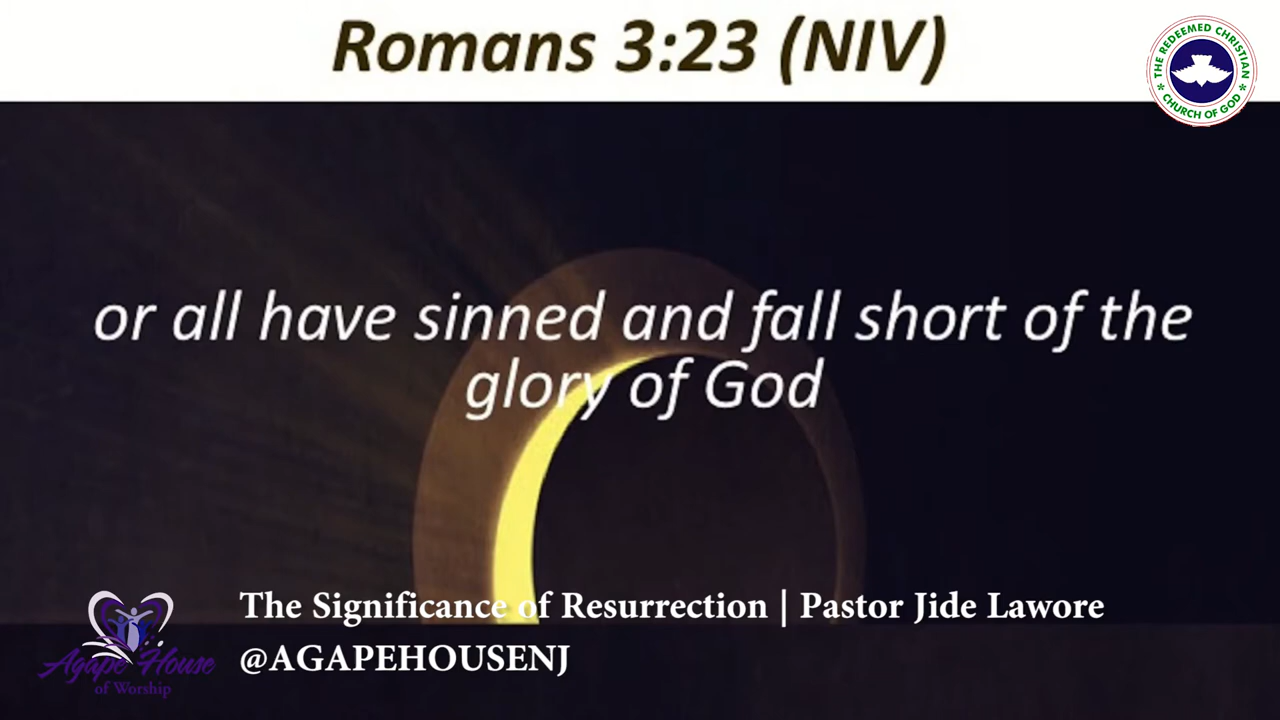 Romans 3:23 (NIV)
THE REDEEMED CHRISTIAN
* CHURCH OF GOD *
or all have sinned and fall short of the
glory of God
The Significance of Resurrection | Pastor Jide Lawore
@AGAPEHOUSENJ
Agape House
of Worship